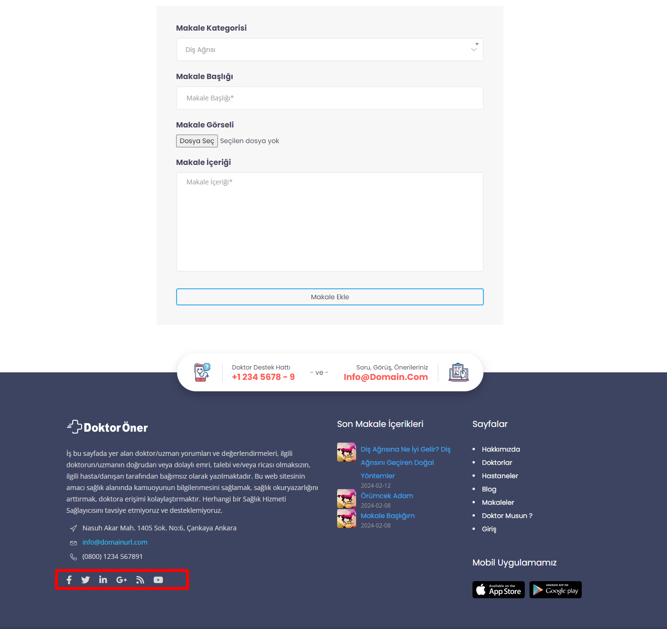 Makale Kategorisi
Diş Ağrısı
Makale Başlığı
Makale Başlığı*
Makale Görseli
Dosya Seç Seçilen dosya yok
Makale İçeriği
Makale İçeriği*
Makale Ekle
Doktor Destek Hattı
+1 234 5678 - 9
- ve -
Soru, Görüş, Önerileriniz
Info@Domain.Com
DoktorÖner
İş bu sayfada yer alan doktor/uzman yorumları ve değerlendirmeleri, ilgili
doktorun/uzmanın doğrudan veya dolaylı emri, talebi ve/veya ricası olmaksızın,
ilgili hasta/danışan tarafından bağımsız olarak yazılmaktadır. Bu web sitesinin
amacı sağlık alanında kamuoyunun bilgilenmesini sağlamak, sağlık okuryazarlığını
arttırmak, doktora erişimi kolaylaştırmaktır. Herhangi bir Sağlık Hizmeti
Sağlayıcısını tavsiye etmiyoruz ve desteklemiyoruz.
Nasuh Akar Mah. 1405 Sok. No:6, Çankaya Ankara
info@domainurl.com
(0800) 1234 567891
Son Makale İçerikleri
Diş Ağrısına Ne İyi Gelir? Diş
Ağrısını Geçiren Doğal
Yöntemler
2024-02-12
Örümcek Adam
2024-02-08
Makale Başlığım
2024-02-08
Sayfalar
Hakkımızda
Doktorlar
Hastaneler
Blog
Makaleler
Doktor Musun ?
Giriş
Mobil Uygulamamız
Available on the
App Store
ANDROID APP ON
Google play